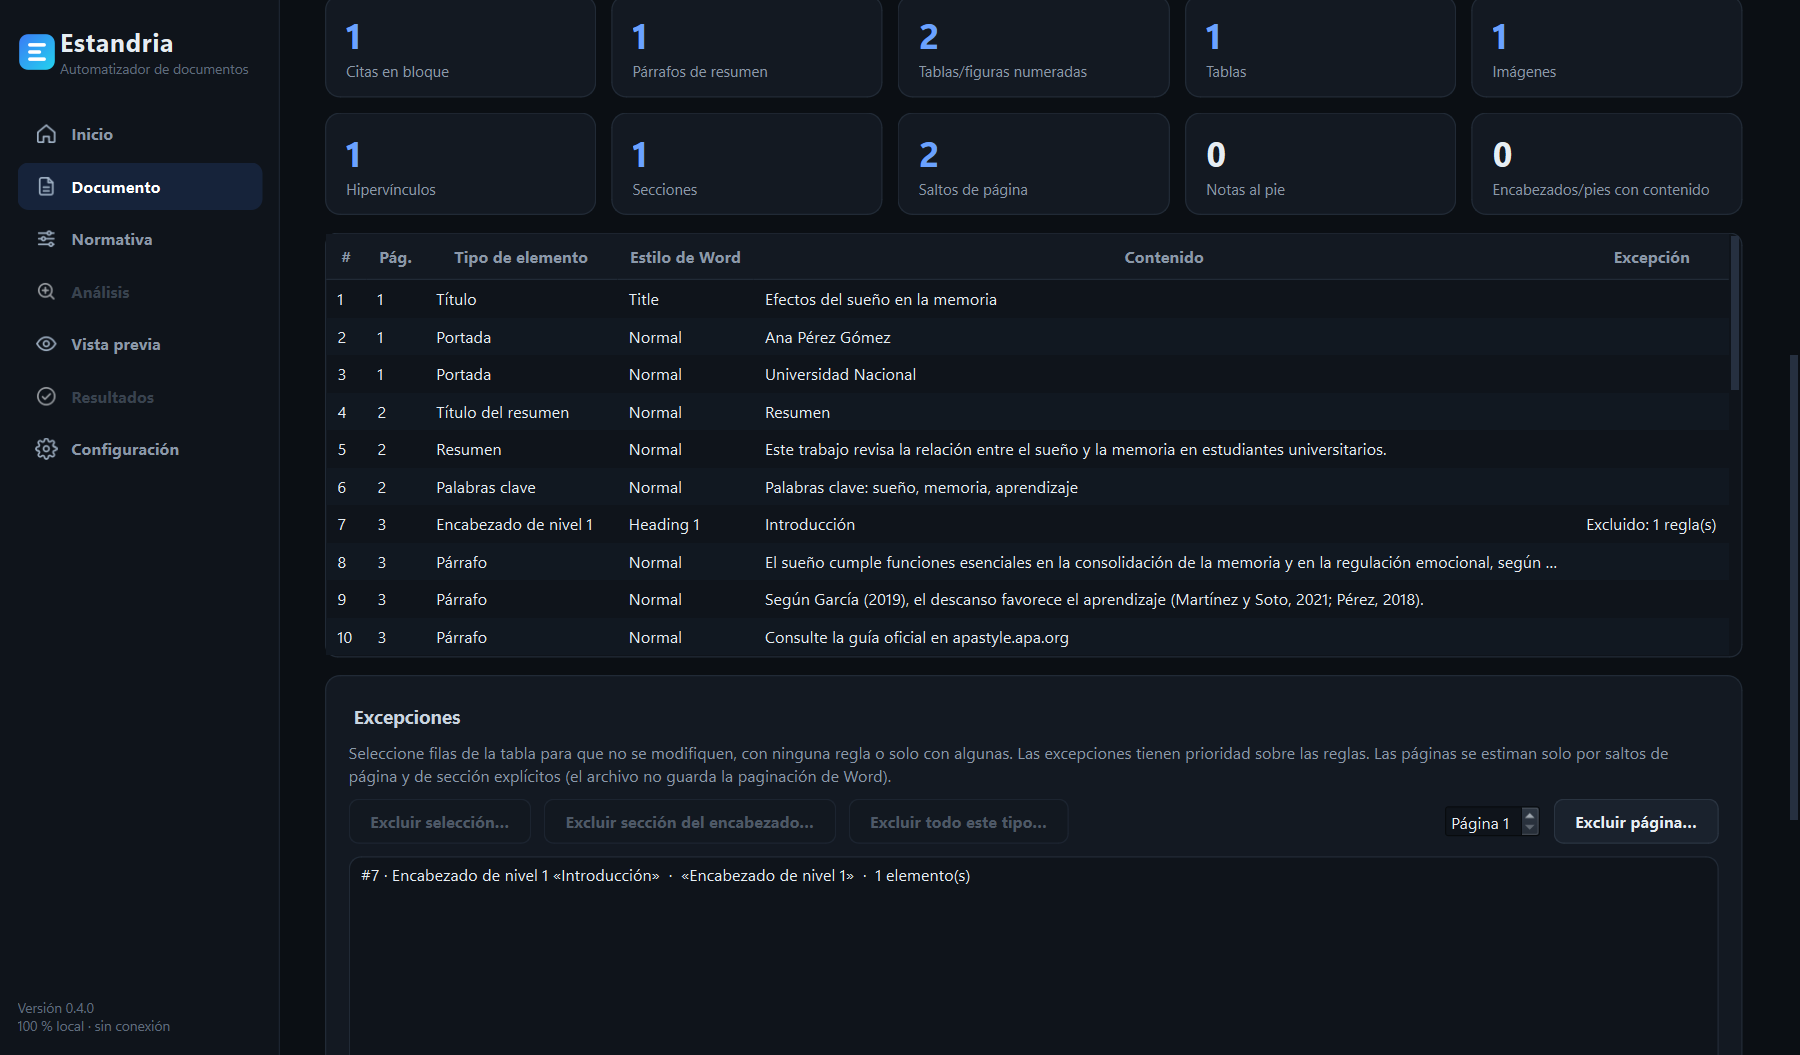 Estandria
Automatizador de documentos
Inicio
Documento
Normativa
Análisis
Vista previa
Resultados
Configuración
Versión 0.4.0
100 % local · sin conexión
1 1 2 1 1
Citas en bloque Párrafos de resumen Tablas/figuras numeradas Tablas Imágenes
1 1 2 0 0
Hipervínculos Secciones Saltos de página Notas al pie Encabezados/pies con contenido
# Pág. Tipo de elemento Estilo de Word Contenido Excepción
1 1 Título Title Efectos del sueño en la memoria
2 1 Portada Normal Ana Pérez Gómez
3 1 Portada Normal Universidad Nacional
4 2 Título del resumen Normal Resumen
5 2 Resumen Normal Este trabajo revisa la relación entre el sueño y la memoria en estudiantes universitarios.
6 2 Palabras clave Normal Palabras clave: sueño, memoria, aprendizaje
7 3 Encabezado de nivel 1 Heading 1 Introducción Excluido: 1 regla(s)
8 3 Párrafo Normal El sueño cumple funciones esenciales en la consolidación de la memoria y en la regulación emocional, según ...
9 3 Párrafo Normal Según García (2019), el descanso favorece el aprendizaje (Martínez y Soto, 2021; Pérez, 2018).
10 3 Párrafo Normal Consulte la guía oficial en apastyle.apa.org
Excepciones
Seleccione filas de la tabla para que no se modifiquen, con ninguna regla o solo con algunas. Las excepciones tienen prioridad sobre las reglas. Las páginas se estiman solo por saltos de
página y de sección explícitos (el archivo no guarda la paginación de Word).
Excluir selección... Excluir sección del encabezado... Excluir todo este tipo... Página 1 Excluir página...
#7 · Encabezado de nivel 1 «Introducción» · «Encabezado de nivel 1» · 1 elemento(s)